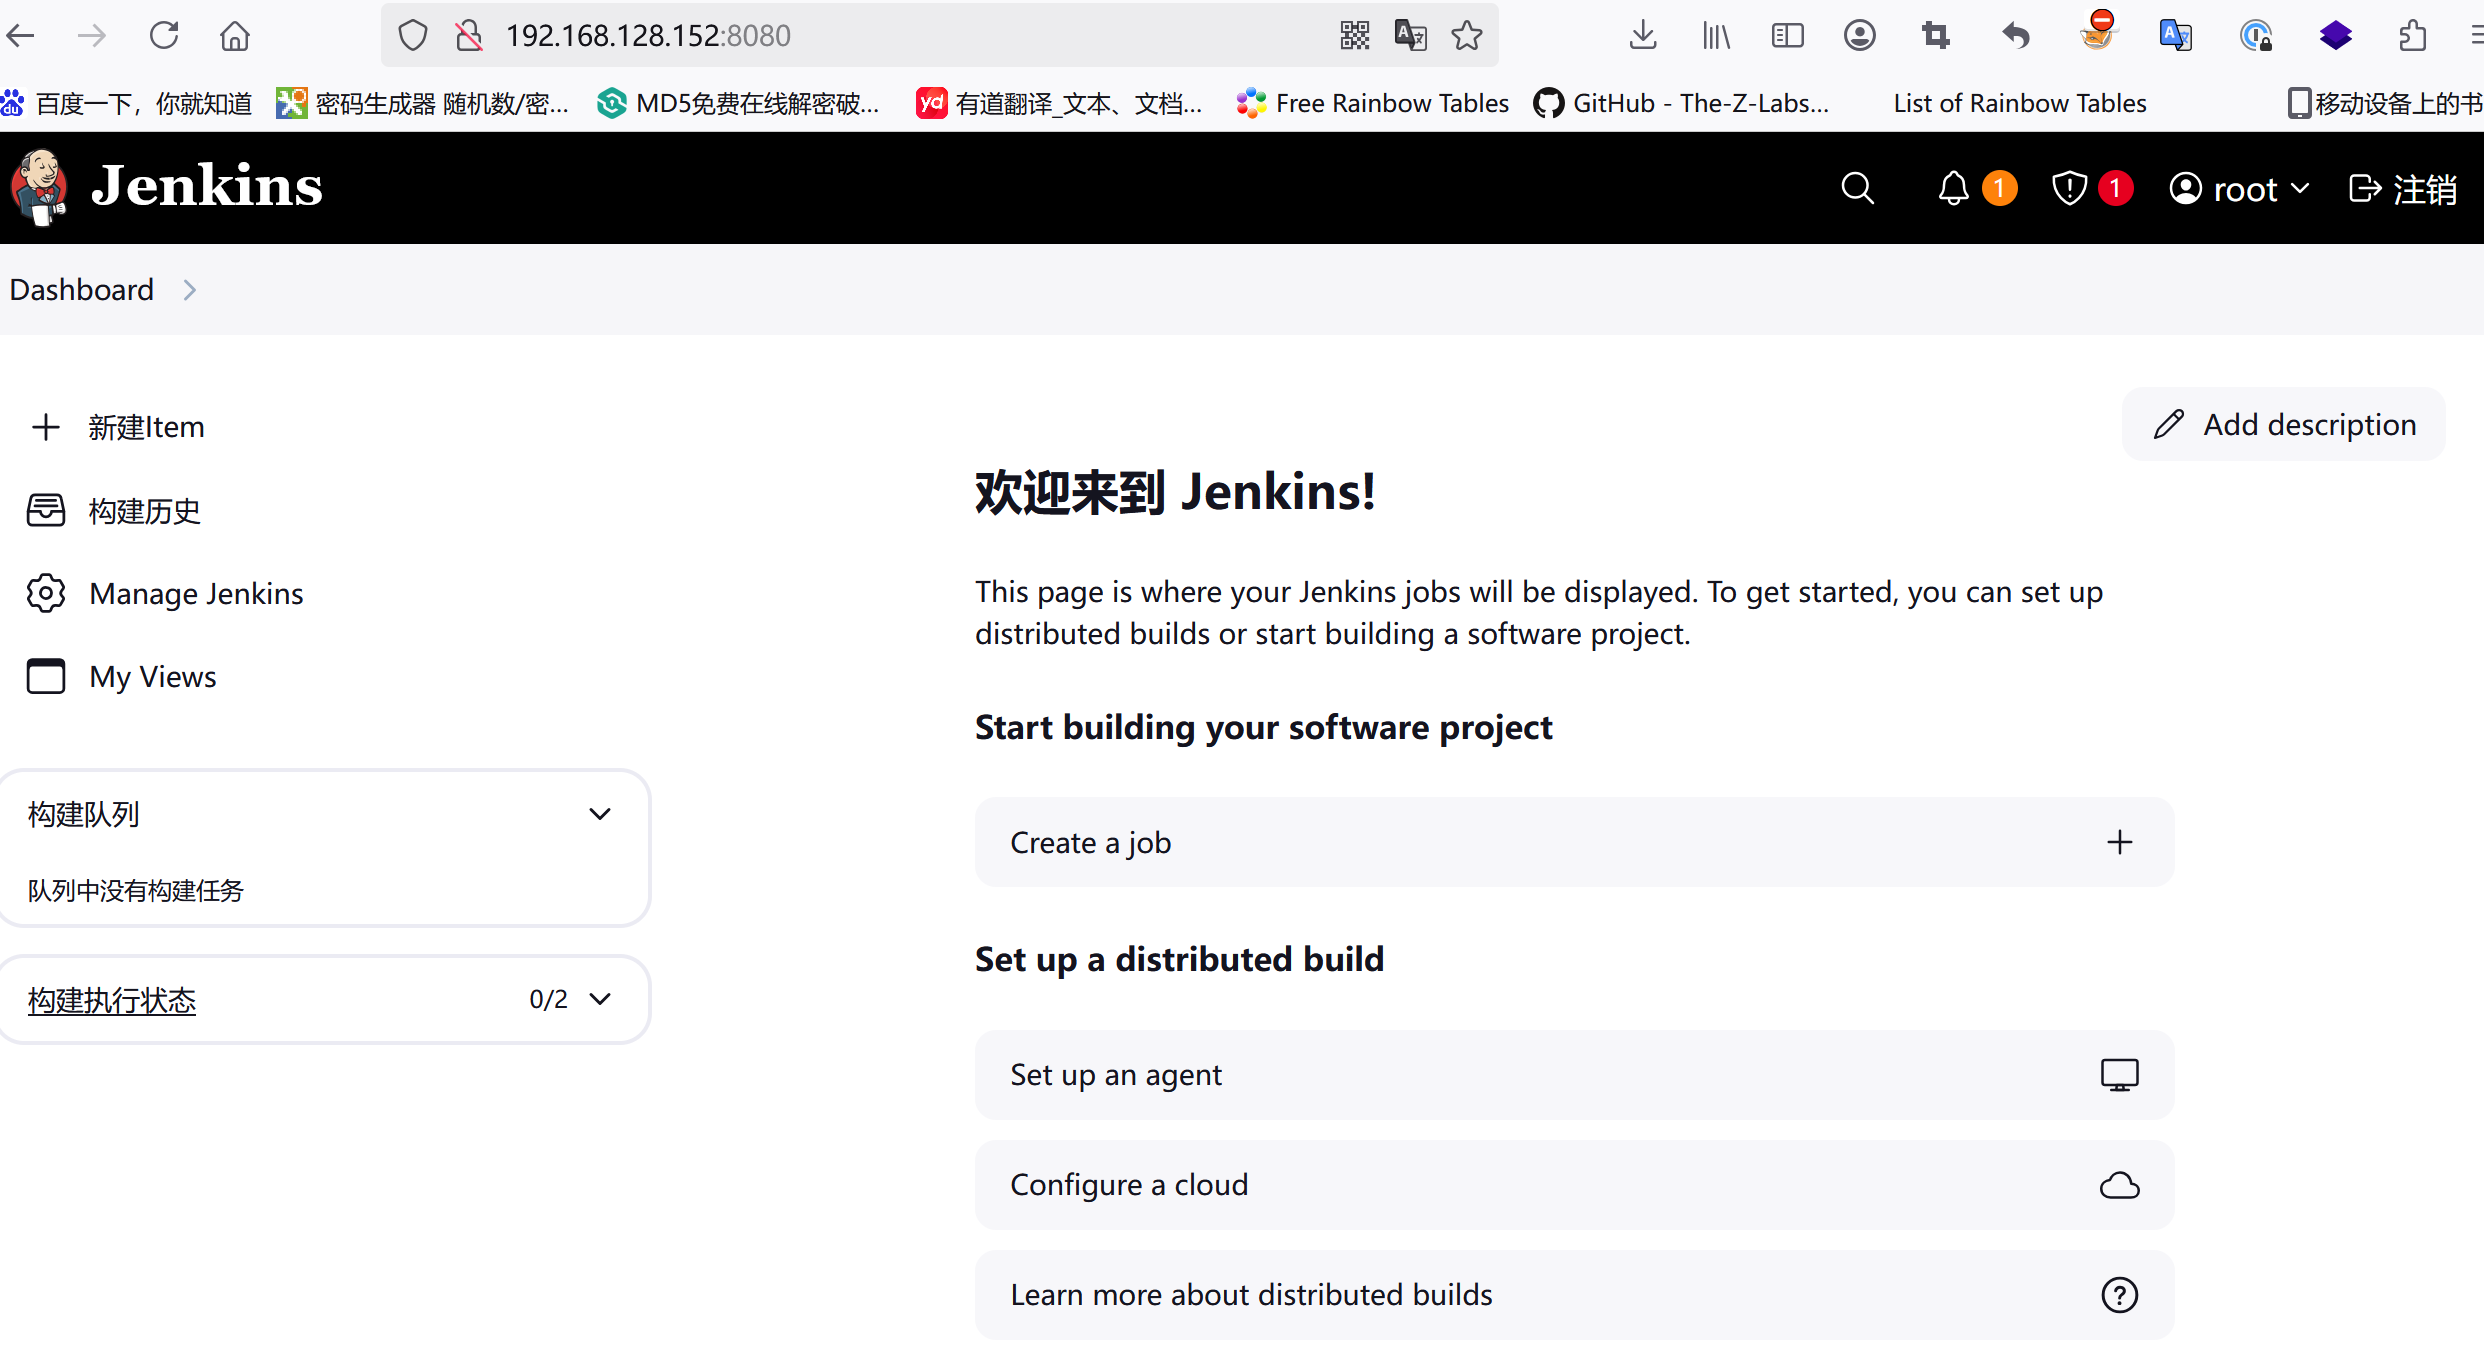 192.168.128.152:8080
百度一下，你就知道 密码生成器 随机数/密... MD5免费在线解密破... 有道翻译_文本、文档... Free Rainbow Tables GitHub - The-Z-Labs... List of Rainbow Tables 移动设备上的书
Jenkins 1 1 root 注销
Dashboard
新建Item
Add description
构建历史
Manage Jenkins
My Views
构建队列
队列中没有构建任务
构建执行状态 0/2
欢迎来到 Jenkins!
This page is where your Jenkins jobs will be displayed. To get started, you can set up
distributed builds or start building a software project.
Start building your software project
Create a job
Set up a distributed build
Set up an agent
Configure a cloud
Learn more about distributed builds